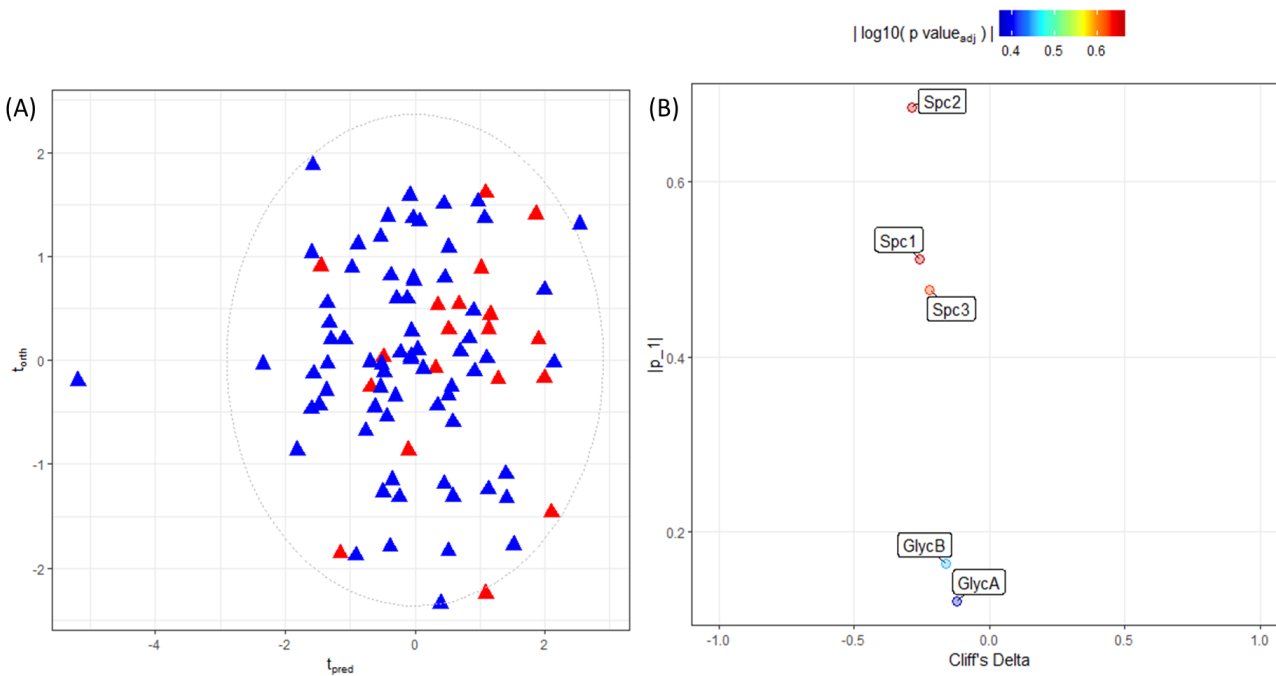 | log10( p value_adj ) |
0.4 0.5 0.6
(A)
t_orth
2
1
0
-1
-2
-4 -2 0 2
t_pred
(B)
|p_1|
0.6
0.4
0.2
Spc2
Spc1
Spc3
GlycB
GlycA
-1.0 -0.5 0.0 0.5 1.0
Cliff's Delta